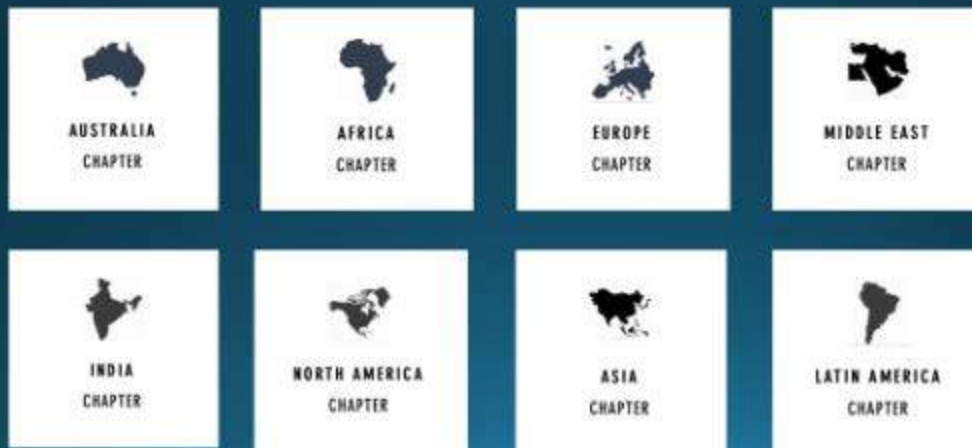 AUSTRALIA
CHAPTER
AFRICA
CHAPTER
EUROPE
CHAPTER
MIDDLE EAST
CHAPTER
INDIA
CHAPTER
NORTH AMERICA
CHAPTER
ASIA
CHAPTER
LATIN AMERICA
CHAPTER